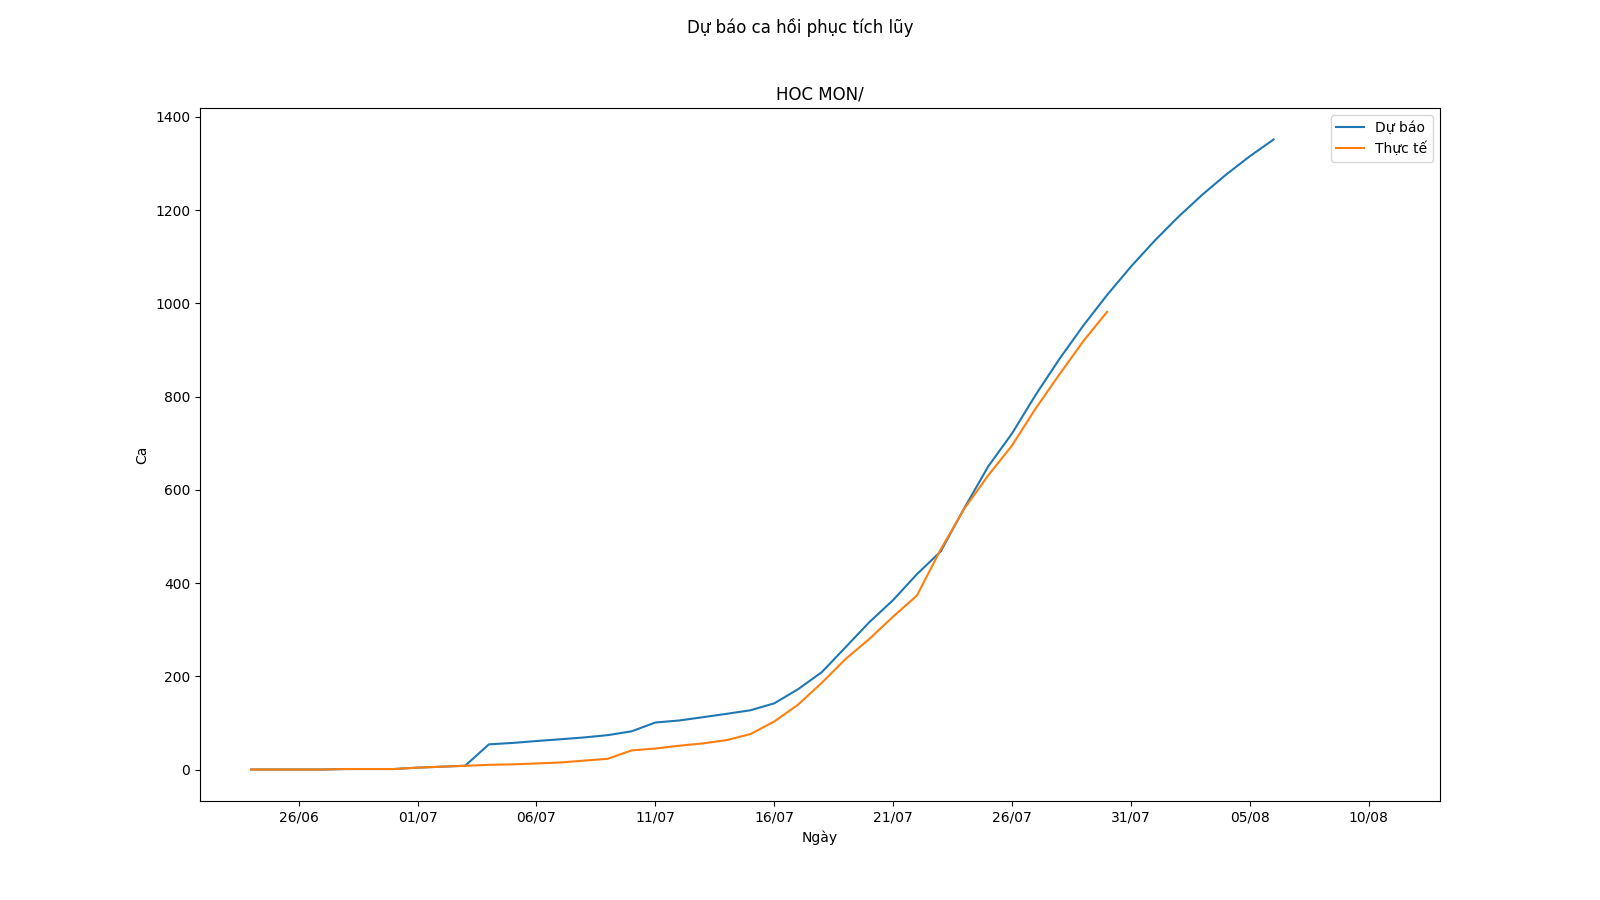 Dự báo ca hồi phục tích lũy
HOC MON/
1400
1200
1000
800
600
400
200
0
Ca
Dự báo
Thực tế
26/06 01/07 06/07 11/07 16/07 21/07 26/07 31/07 05/08 10/08
Ngày